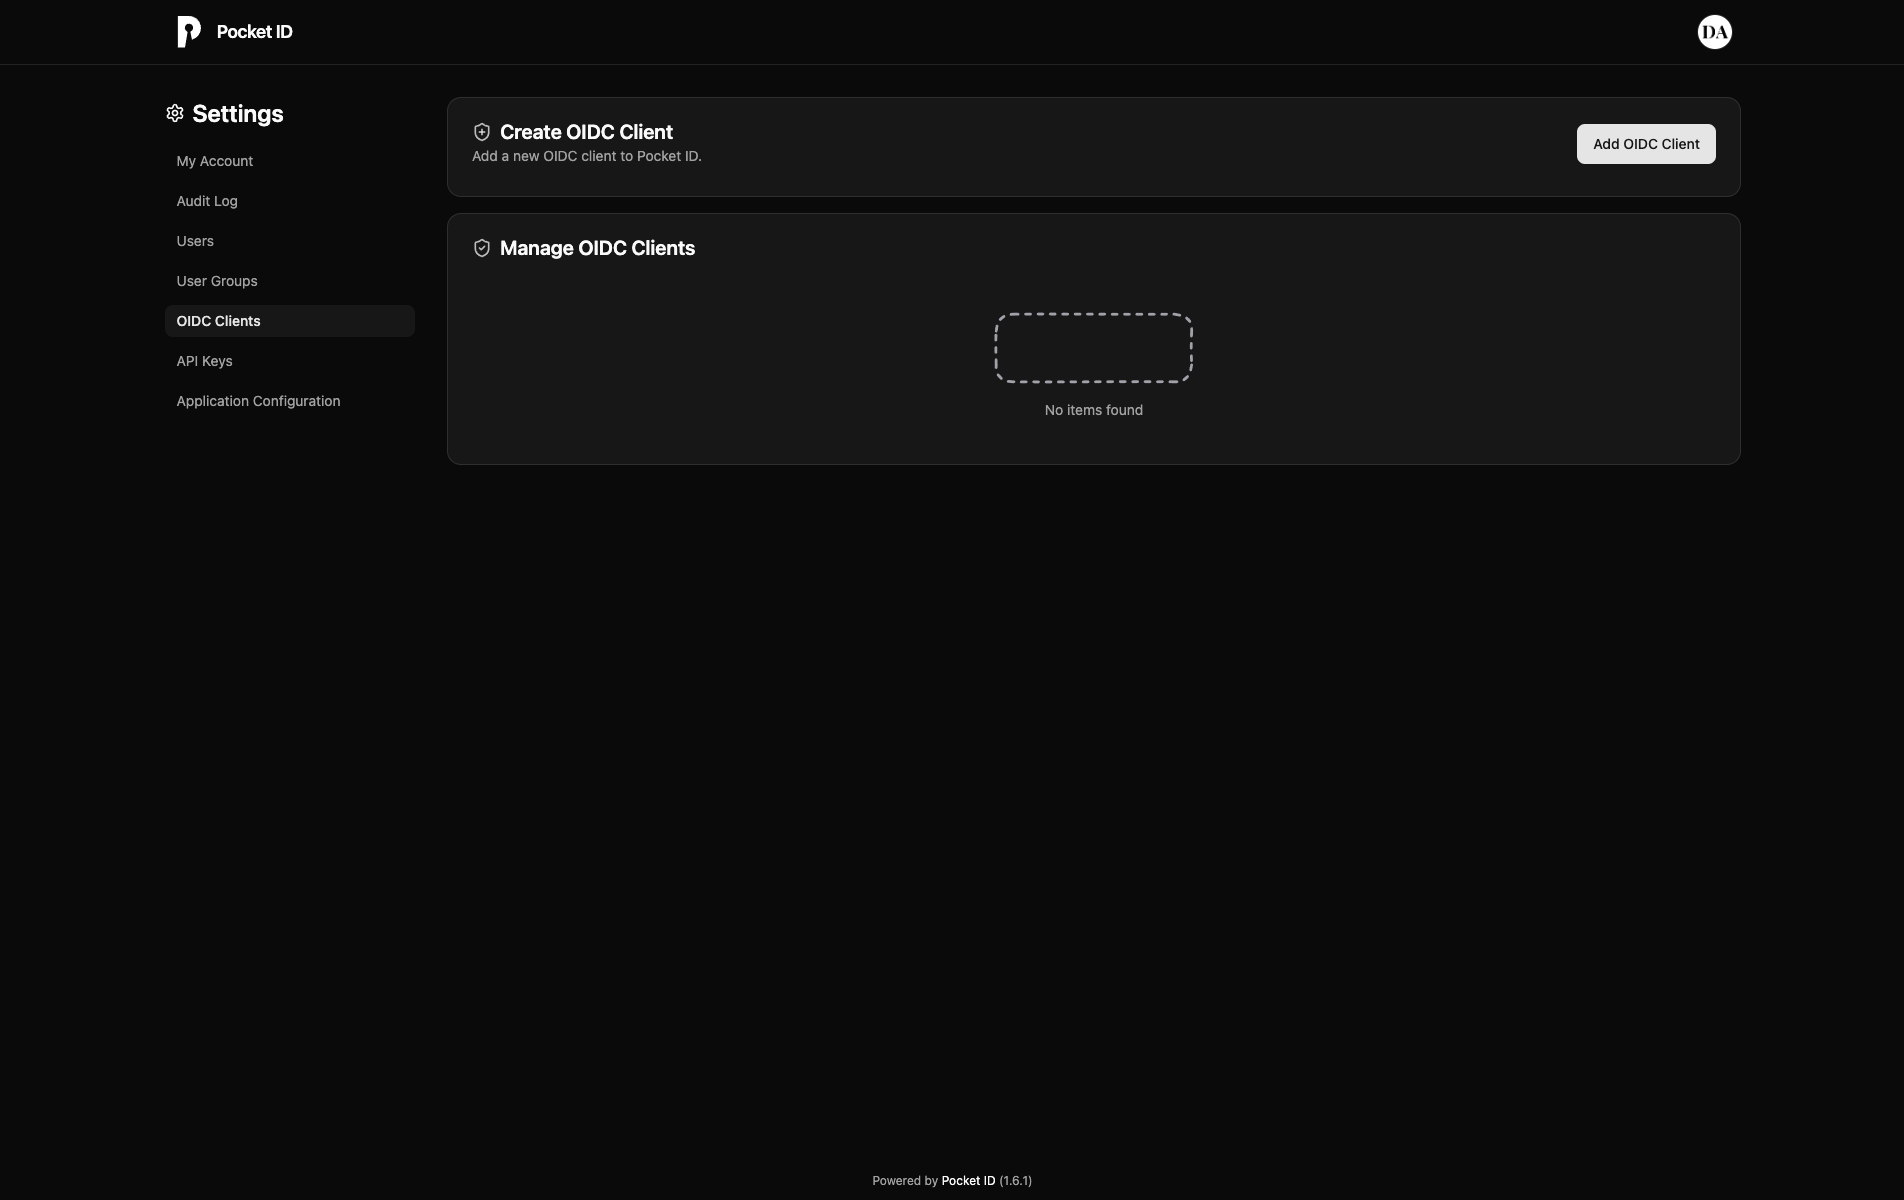 Pocket ID
DA
Settings
My Account
Audit Log
Users
User Groups
OIDC Clients
API Keys
Application Configuration
Create OIDC Client
Add a new OIDC client to Pocket ID.
Add OIDC Client
Manage OIDC Clients
No items found
Powered by Pocket ID (1.6.1)